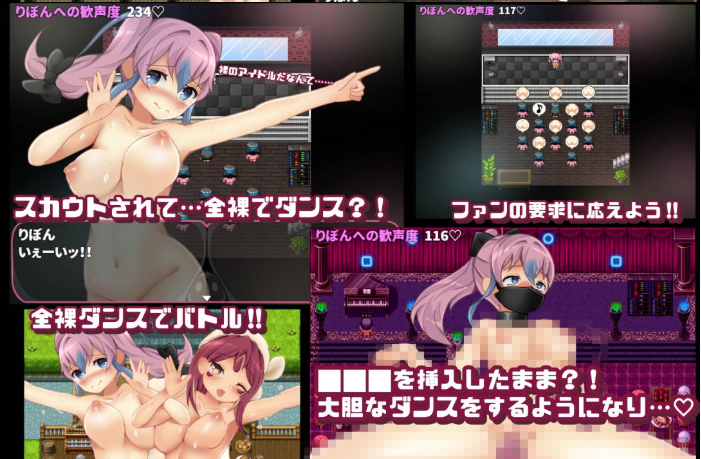 りぼんへの歓声度 234♡
裸のアイドルだなんて……
スカウトされて…全裸でダンス？！
りぼん
いぇーいッ!!
りぼんへの歓声度 117♡
ファンの要求に応えよう!!
全裸ダンスでバトル!!
りぼんへの歓声度 116♡
■■■を挿入したまま？！
大胆なダンスをするようになり…♡